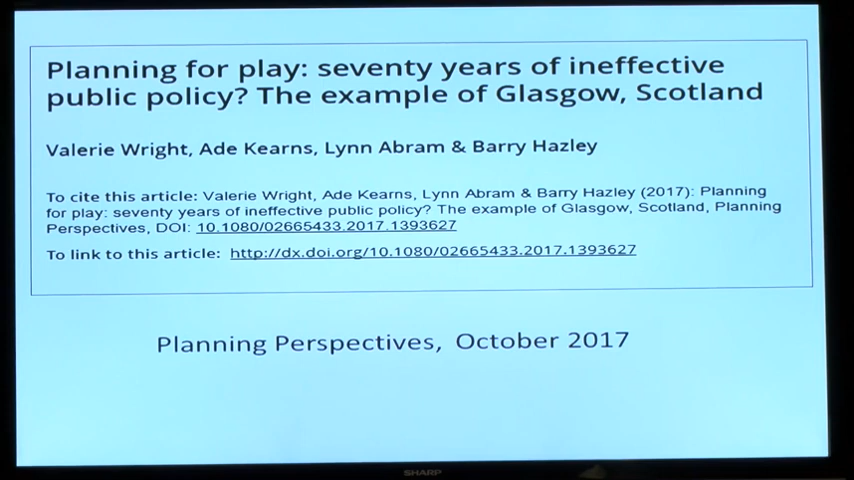 Planning for play: seventy years of ineffective
public policy? The example of Glasgow, Scotland
Valerie Wright, Ade Kearns, Lynn Abram & Barry Hazley
To cite this article: Valerie Wright, Ade Kearns, Lynn Abram & Barry Hazley (2017): Planning
for play: seventy years of ineffective public policy? The example of Glasgow, Scotland, Planning
Perspectives, DOI: 10.1080/02665433.2017.1393627
To link to this article: http://dx.doi.org/10.1080/02665433.2017.1393627
Planning Perspectives, October 2017
SHARP